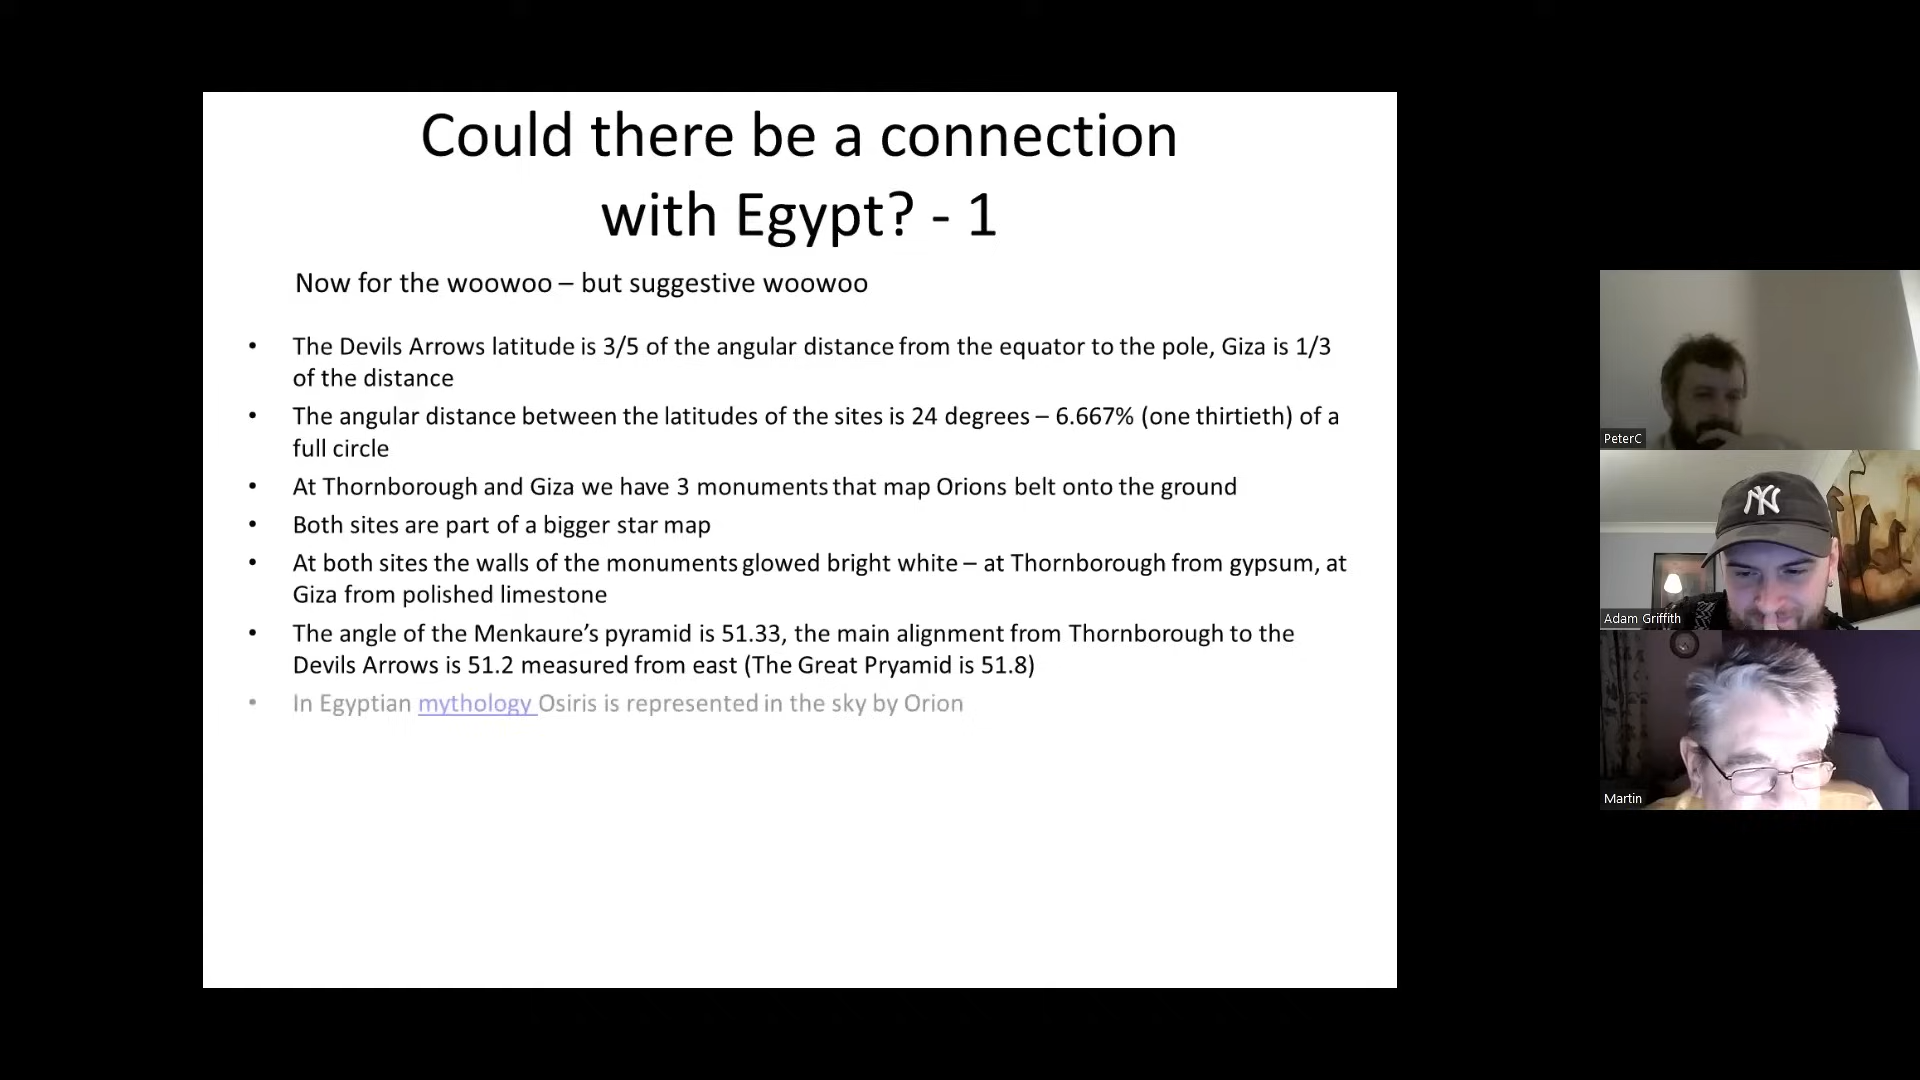 Could there be a connection
with Egypt? - 1
Now for the woowoo – but suggestive woowoo
• The Devils Arrows latitude is 3/5 of the angular distance from the equator to the pole, Giza is 1/3
of the distance
• The angular distance between the latitudes of the sites is 24 degrees – 6.667% (one thirtieth) of a
full circle
• At Thornborough and Giza we have 3 monuments that map Orions belt onto the ground
• Both sites are part of a bigger star map
• At both sites the walls of the monuments glowed bright white – at Thornborough from gypsum, at
Giza from polished limestone
• The angle of the Menkaure’s pyramid is 51.33, the main alignment from Thornborough to the
Devils Arrows is 51.2 measured from east (The Great Pryamid is 51.8)
• In Egyptian mythology Osiris is represented in the sky by Orion
PeterC
NY
Adam Griffith
Martin